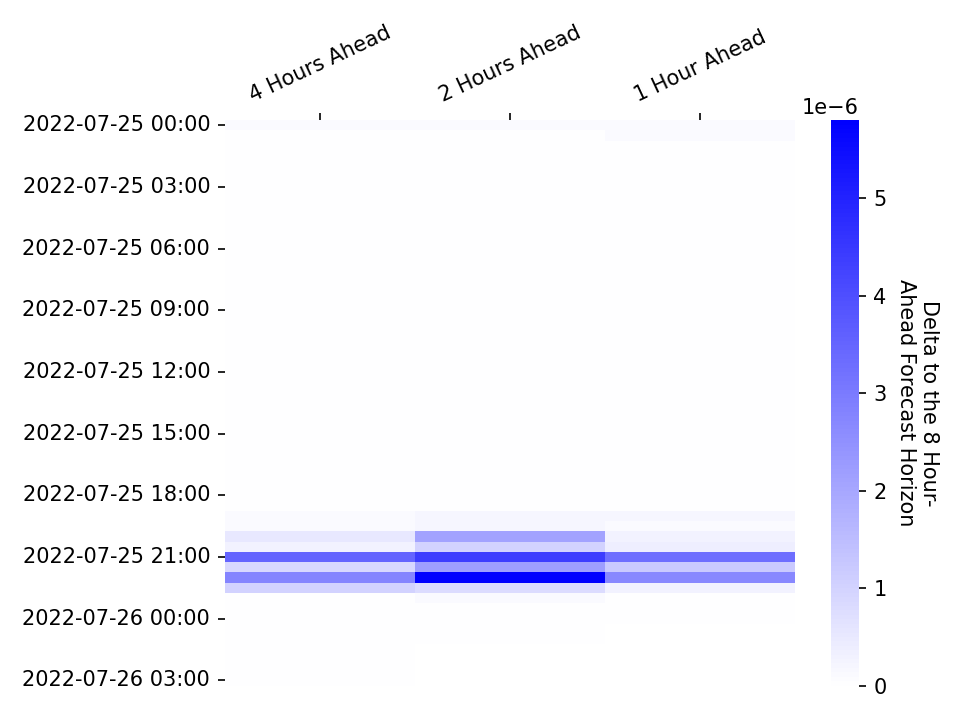 4 Hours Ahead
2 Hours Ahead
1 Hour Ahead
2022-07-25 00:00
2022-07-25 03:00
2022-07-25 06:00
2022-07-25 09:00
2022-07-25 12:00
2022-07-25 15:00
2022-07-25 18:00
2022-07-25 21:00
2022-07-26 00:00
2022-07-26 03:00
1e−6
5
4
3
2
1
0
Delta to the 8 Hour-
Ahead Forecast Horizon